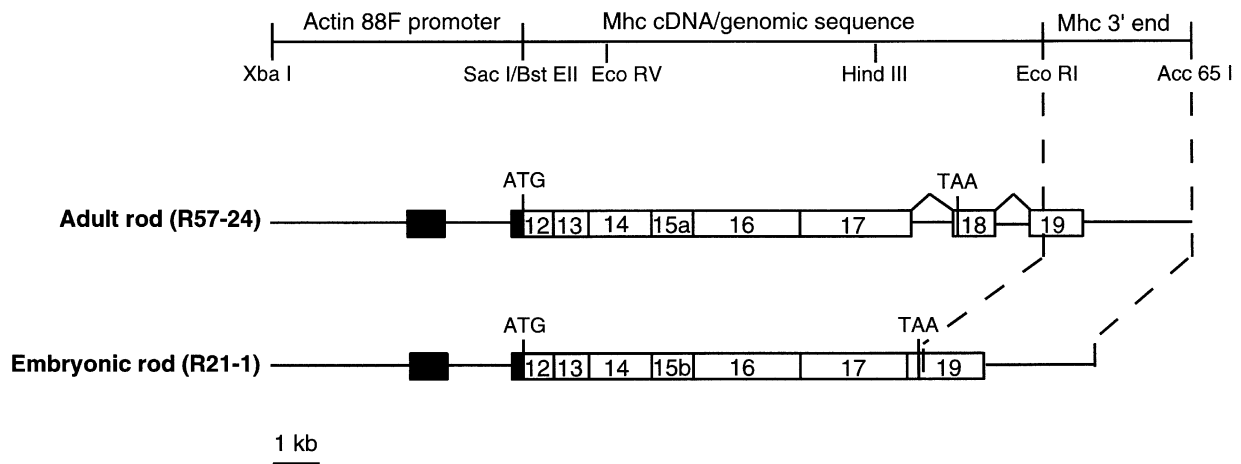 Actin 88F promoter Mhc cDNA/genomic sequence Mhc 3' end
Xba I Sac I/Bst EII Eco RV Hind III Eco RI Acc 65 I
ATG TAA
Adult rod (R57-24) 12 13 14 15a 16 17 18 19
ATG TAA
Embryonic rod (R21-1) 12 13 14 15b 16 17 19
1 kb